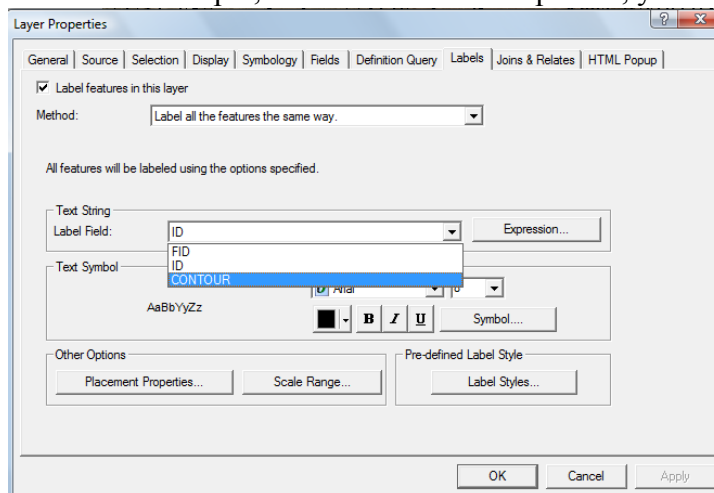 Layer Properties
General Source Selection Display Symbology Fields Definition Query Labels Joins & Relates HTML Popup
Label features in this layer
Method: Label all the features the same way.
All features will be labeled using the options specified.
Text String
Label Field: ID Expression...
FID
ID
CONTOUR
Text Symbol
AaBbYyZz
B I U Symbol....
Other Options
Pre-defined Label Style
Placement Properties... Scale Range... Label Styles...
OK Cancel Apply